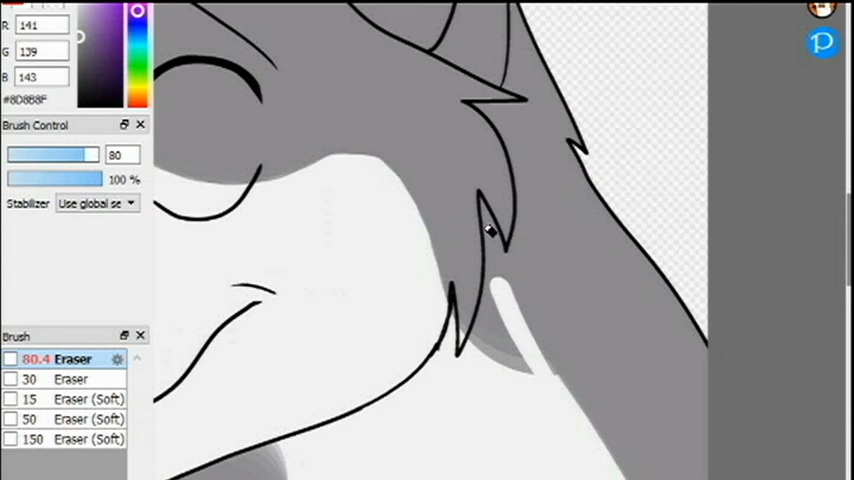 R 141
G 139
B 143
#8D8B8F
Brush Control
80
100 %
Stabilizer Use global se
Brush
80.4 Eraser
30 Eraser
15 Eraser (Soft)
50 Eraser (Soft)
150 Eraser (Soft)